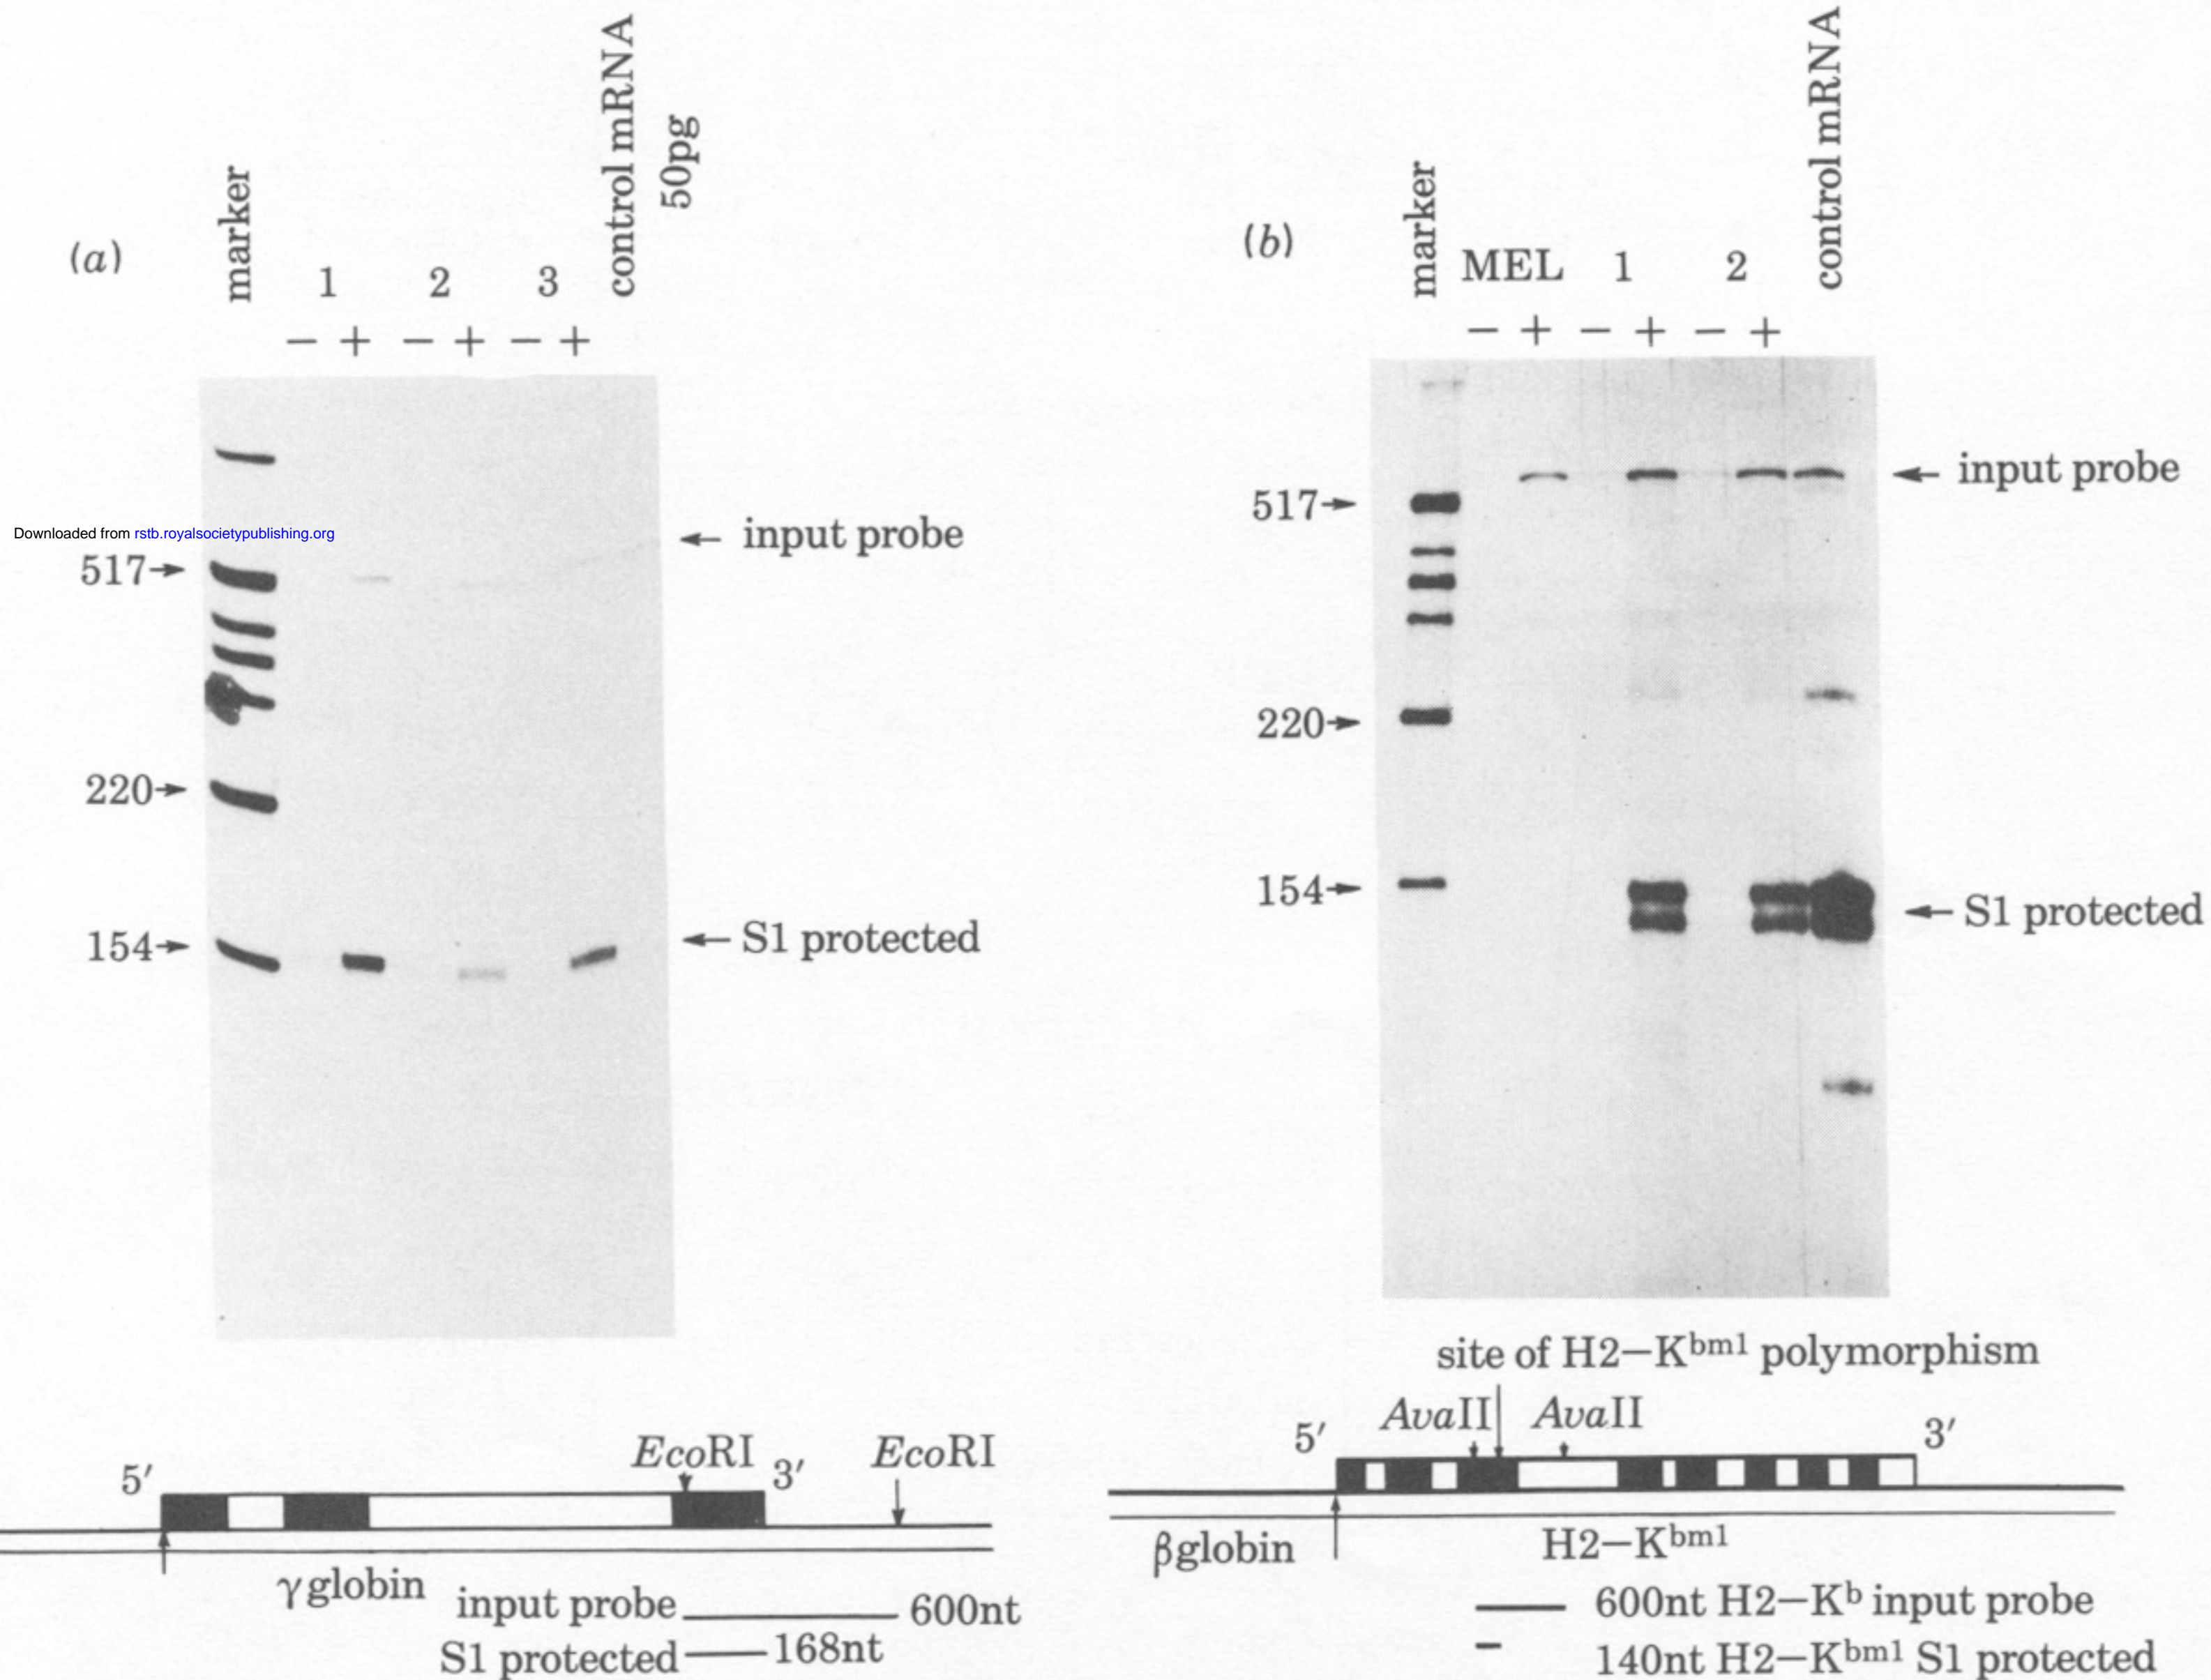 (a)
marker
1 2 3
control mRNA
50pg
− + − + − +
Downloaded from rstb.royalsocietypublishing.org
← input probe
517→
220→
154→
← S1 protected
5′
EcoRI
3′
EcoRI
γ globin
input probe 600nt
S1 protected 168nt
(b)
marker
MEL 1 2
control mRNA
− + − + − +
← input probe
517→
220→
154→
← S1 protected
site of H2−Kbm1 polymorphism
5′
AvaII
AvaII
3′
β globin
H2−Kbm1
600nt H2−Kb input probe
140nt H2−Kbm1 S1 protected